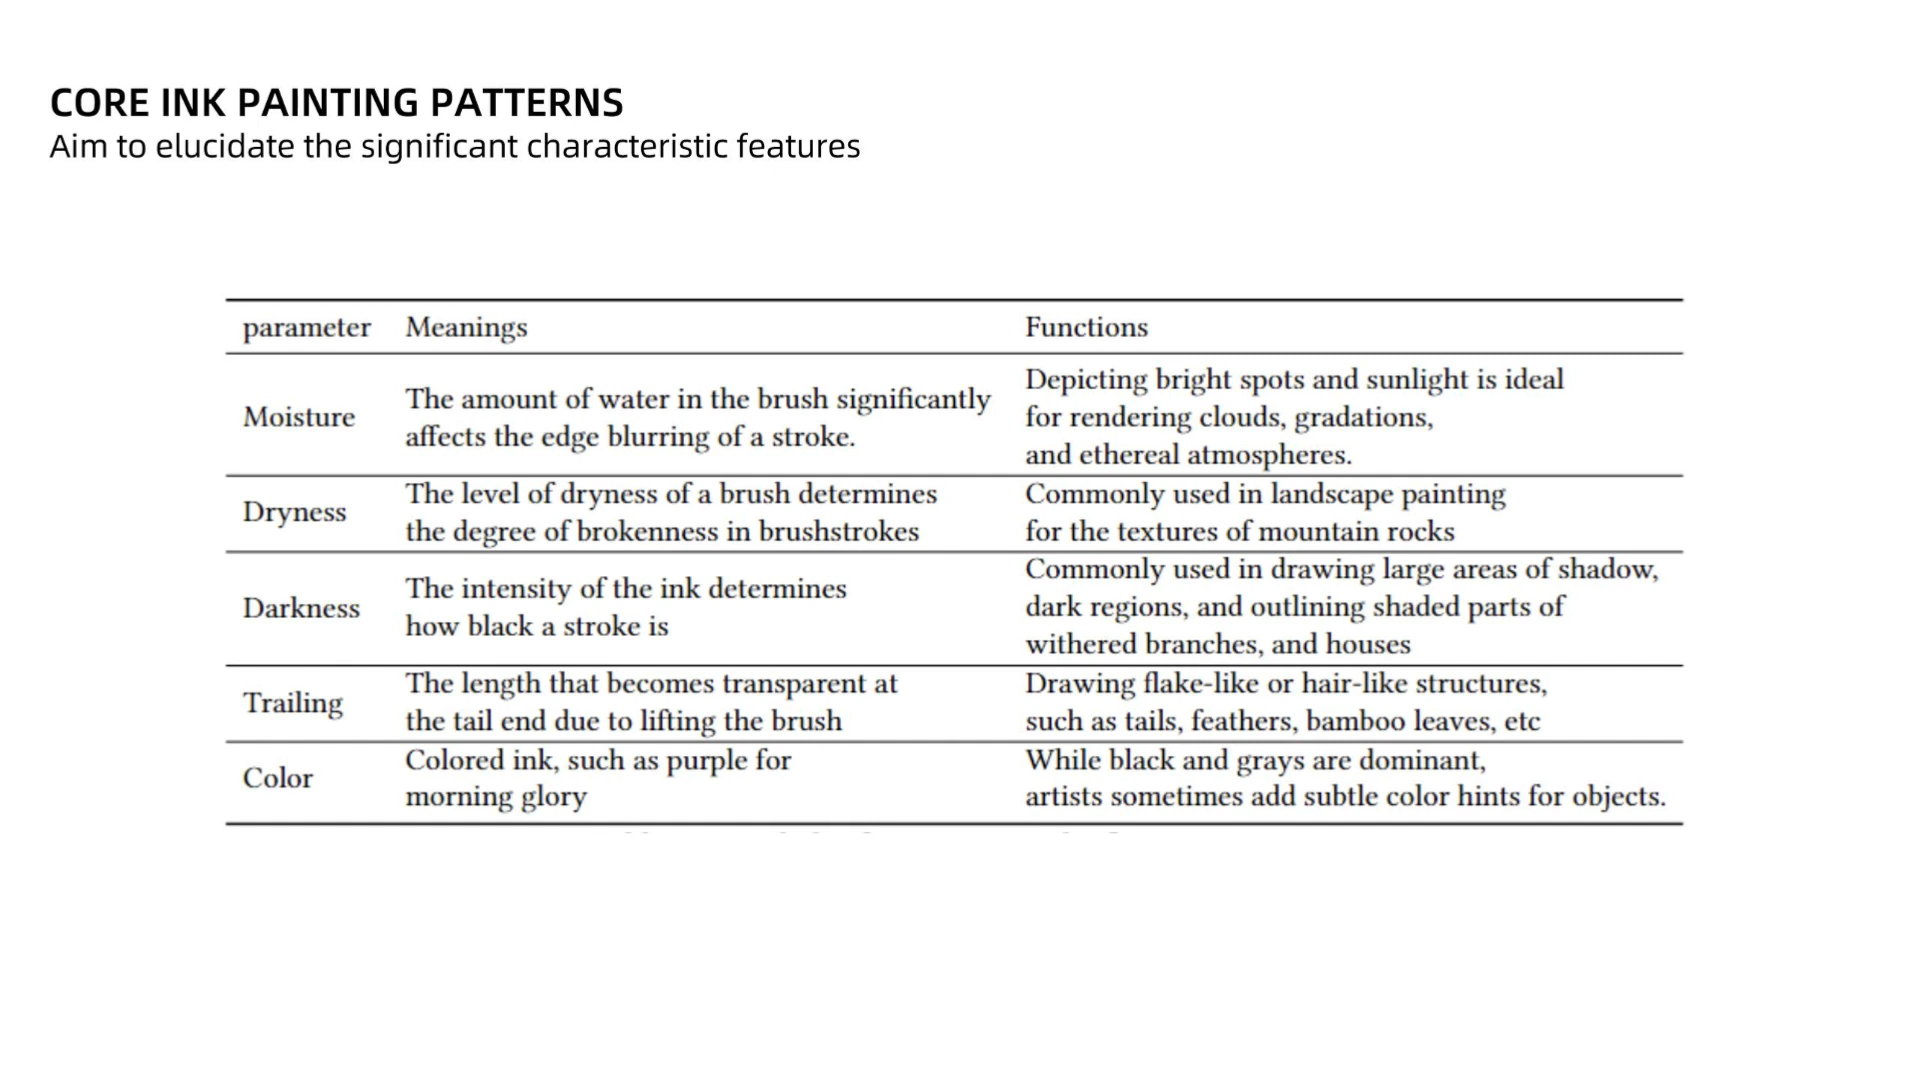 CORE INK PAINTING PATTERNS
Aim to elucidate the significant characteristic features
parameter Meanings Functions
Moisture
The amount of water in the brush significantly
affects the edge blurring of a stroke.
Depicting bright spots and sunlight is ideal
for rendering clouds, gradations,
and ethereal atmospheres.
Dryness
The level of dryness of a brush determines
the degree of brokenness in brushstrokes
Commonly used in landscape painting
for the textures of mountain rocks
Darkness
The intensity of the ink determines
how black a stroke is
Commonly used in drawing large areas of shadow,
dark regions, and outlining shaded parts of
withered branches, and houses
Trailing
The length that becomes transparent at
the tail end due to lifting the brush
Drawing flake-like or hair-like structures,
such as tails, feathers, bamboo leaves, etc
Color
Colored ink, such as purple for
morning glory
While black and grays are dominant,
artists sometimes add subtle color hints for objects.